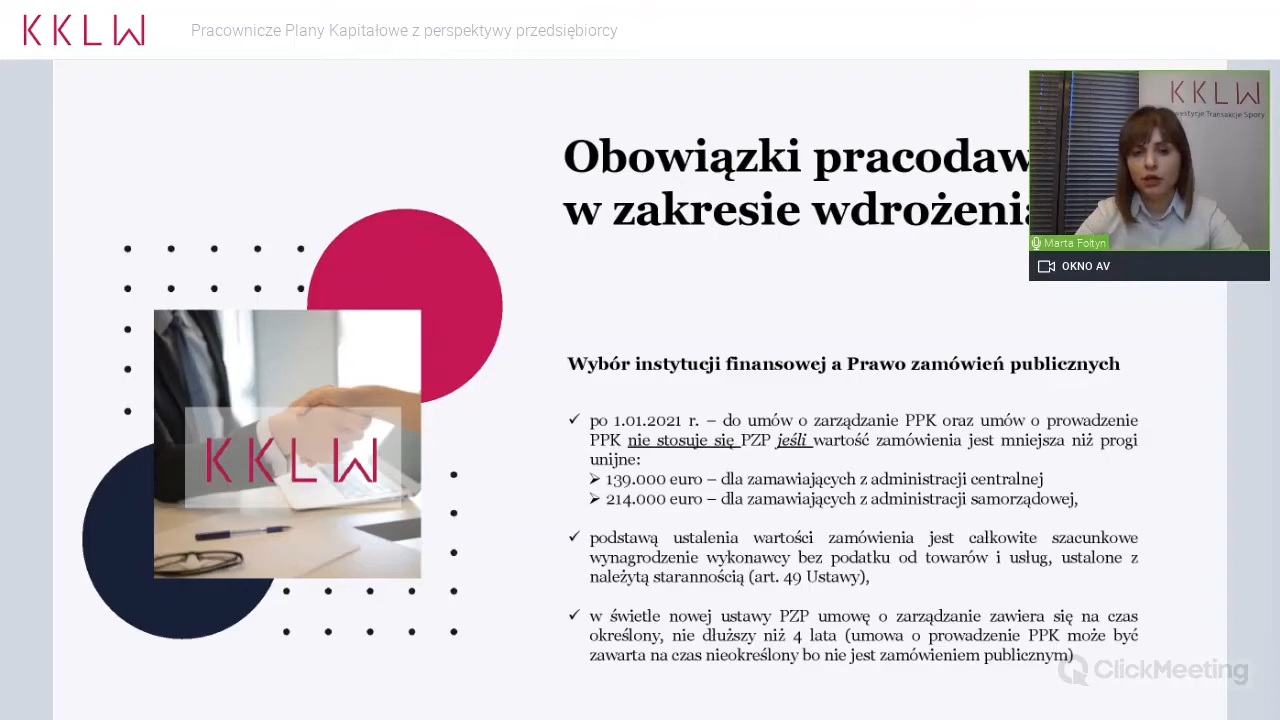 KKLW
Pracownicze Plany Kapitałowe z perspektywy przedsiębiorcy
KKLW
westycje Transakcje Spory
Marta Foltyn
OKNO AV
Obowiązki pracodaw
w zakresie wdrożenia
Wybór instytucji finansowej a Prawo zamówień publicznych
✓ po 1.01.2021 r. – do umów o zarządzanie PPK oraz umów o prowadzenie
PPK nie stosuje się PZP jeśli wartość zamówienia jest mniejsza niż progi
unijne:
➢ 139.000 euro – dla zamawiających z administracji centralnej
➢ 214.000 euro – dla zamawiających z administracji samorządowej,
✓ podstawą ustalenia wartości zamówienia jest całkowite szacunkowe
wynagrodzenie wykonawcy bez podatku od towarów i usług, ustalone z
należytą starannością (art. 49 Ustawy),
✓ w świetle nowej ustawy PZP umowę o zarządzanie zawiera się na czas
określony, nie dłuższy niż 4 lata (umowa o prowadzenie PPK może być
zawarta na czas nieokreślony bo nie jest zamówieniem publicznym)
KKLW
ClickMeeting